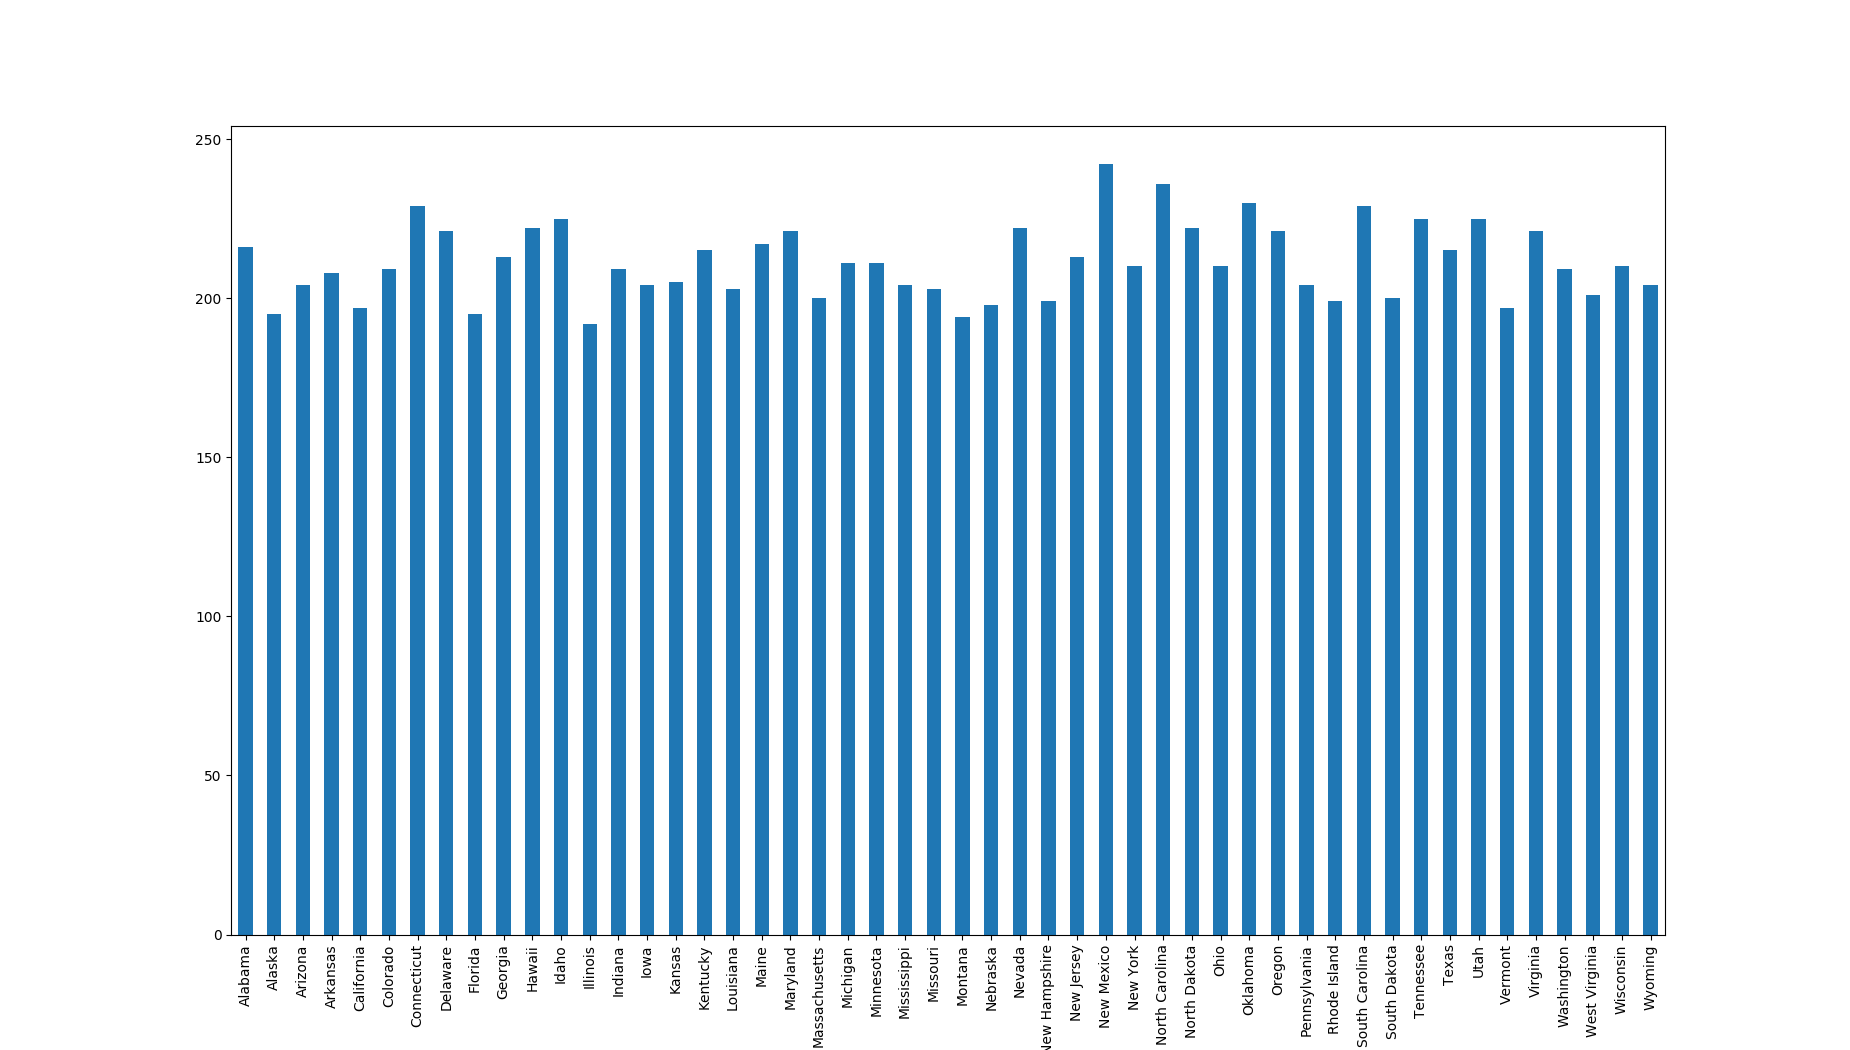 250
200
150
100
50
0
Alabama
Alaska
Arizona
Arkansas
California
Colorado
Connecticut
Delaware
Florida
Georgia
Hawaii
Idaho
Illinois
Indiana
Iowa
Kansas
Kentucky
Louisiana
Maine
Maryland
Massachusetts
Michigan
Minnesota
Mississippi
Missouri
Montana
Nebraska
Nevada
New Hampshire
New Jersey
New Mexico
New York
North Carolina
North Dakota
Ohio
Oklahoma
Oregon
Pennsylvania
Rhode Island
South Carolina
South Dakota
Tennessee
Texas
Utah
Vermont
Virginia
Washington
West Virginia
Wisconsin
Wyoming